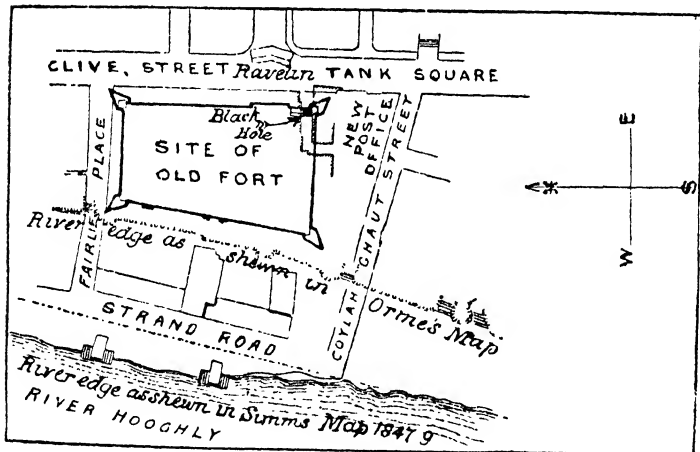 CLIVE, STREET Ravelin TANK SQUARE
Black Hole
SITE OF
OLD FORT
NEW
POST
OFFICE
FAIRLIE PLACE
COYLAH GHAUT STREET
River edge as shewn in Orme's Map
STRAND ROAD
River edge as shewn in Simms Map 1847 9
RIVER HOOGHLY
E
S
W